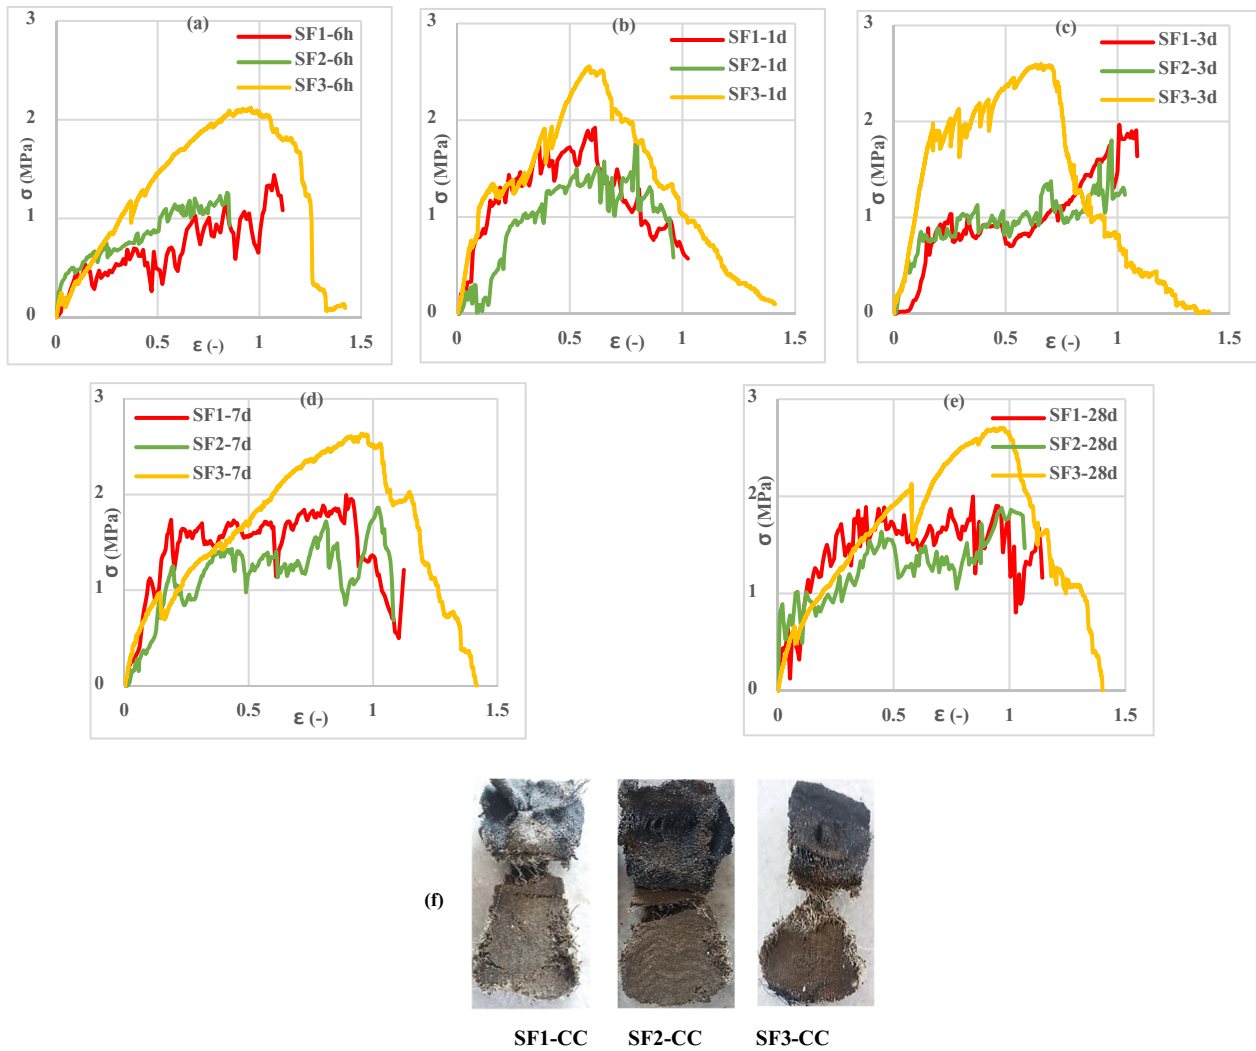 (a)
SF1-6h
SF2-6h
SF3-6h
σ (MPa)
3
2
1
0
0
0.5
1
1.5
ε (-)
(b)
SF1-1d
SF2-1d
SF3-1d
σ (MPa)
3
2
1
0
0
0.5
1
1.5
ε (-)
(c)
SF1-3d
SF2-3d
SF3-3d
σ (MPa)
3
2
1
0
0
0.5
1
1.5
ε (-)
(d)
SF1-7d
SF2-7d
SF3-7d
σ (MPa)
3
2
1
0
0
0.5
1
1.5
ε (-)
(e)
SF1-28d
SF2-28d
SF3-28d
σ (MPa)
3
2
1
0
0
0.5
1
1.5
ε (-)
(f)
SF1-CC SF2-CC SF3-CC